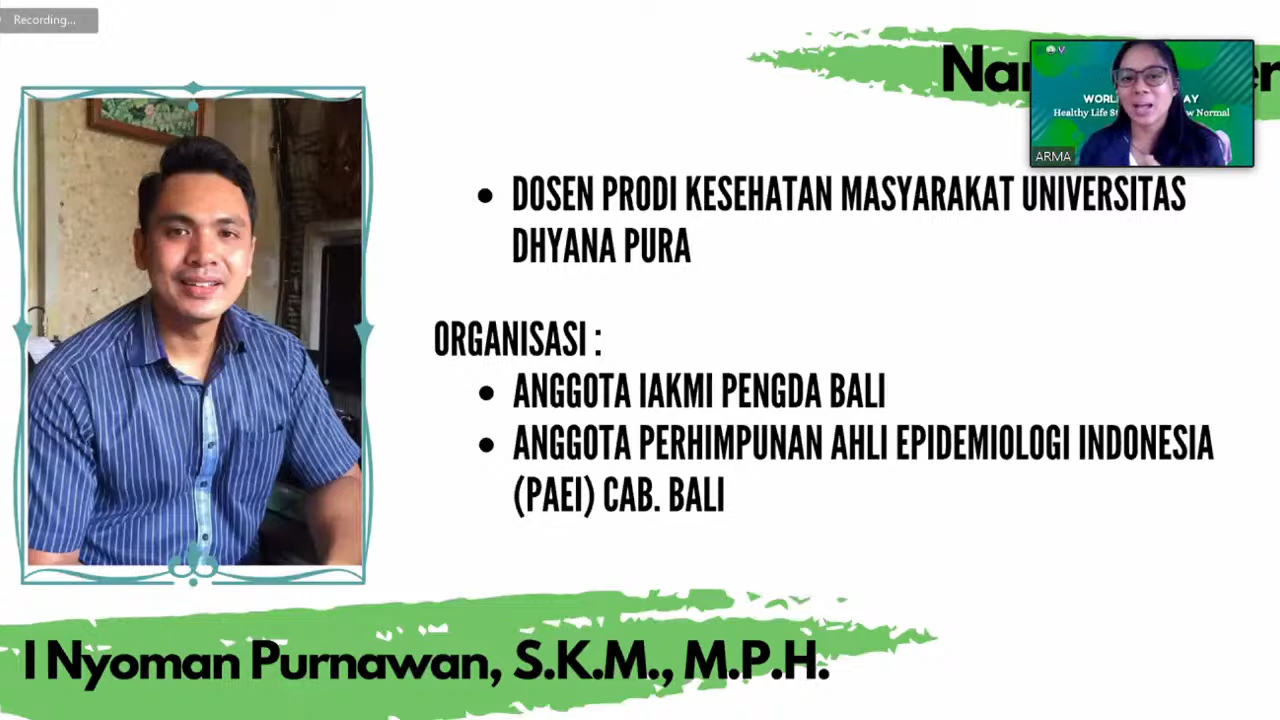 Recording...
DOSEN PRODI KESEHATAN MASYARAKAT UNIVERSITAS
DHYANA PURA
ORGANISASI :
ANGGOTA IAKMI PENGDA BALI
ANGGOTA PERHIMPUNAN AHLI EPIDEMIOLOGI INDONESIA
(PAEI) CAB. BALI
I Nyoman Purnawan, S.K.M., M.P.H.
Healthy Life
Normal
ARMA